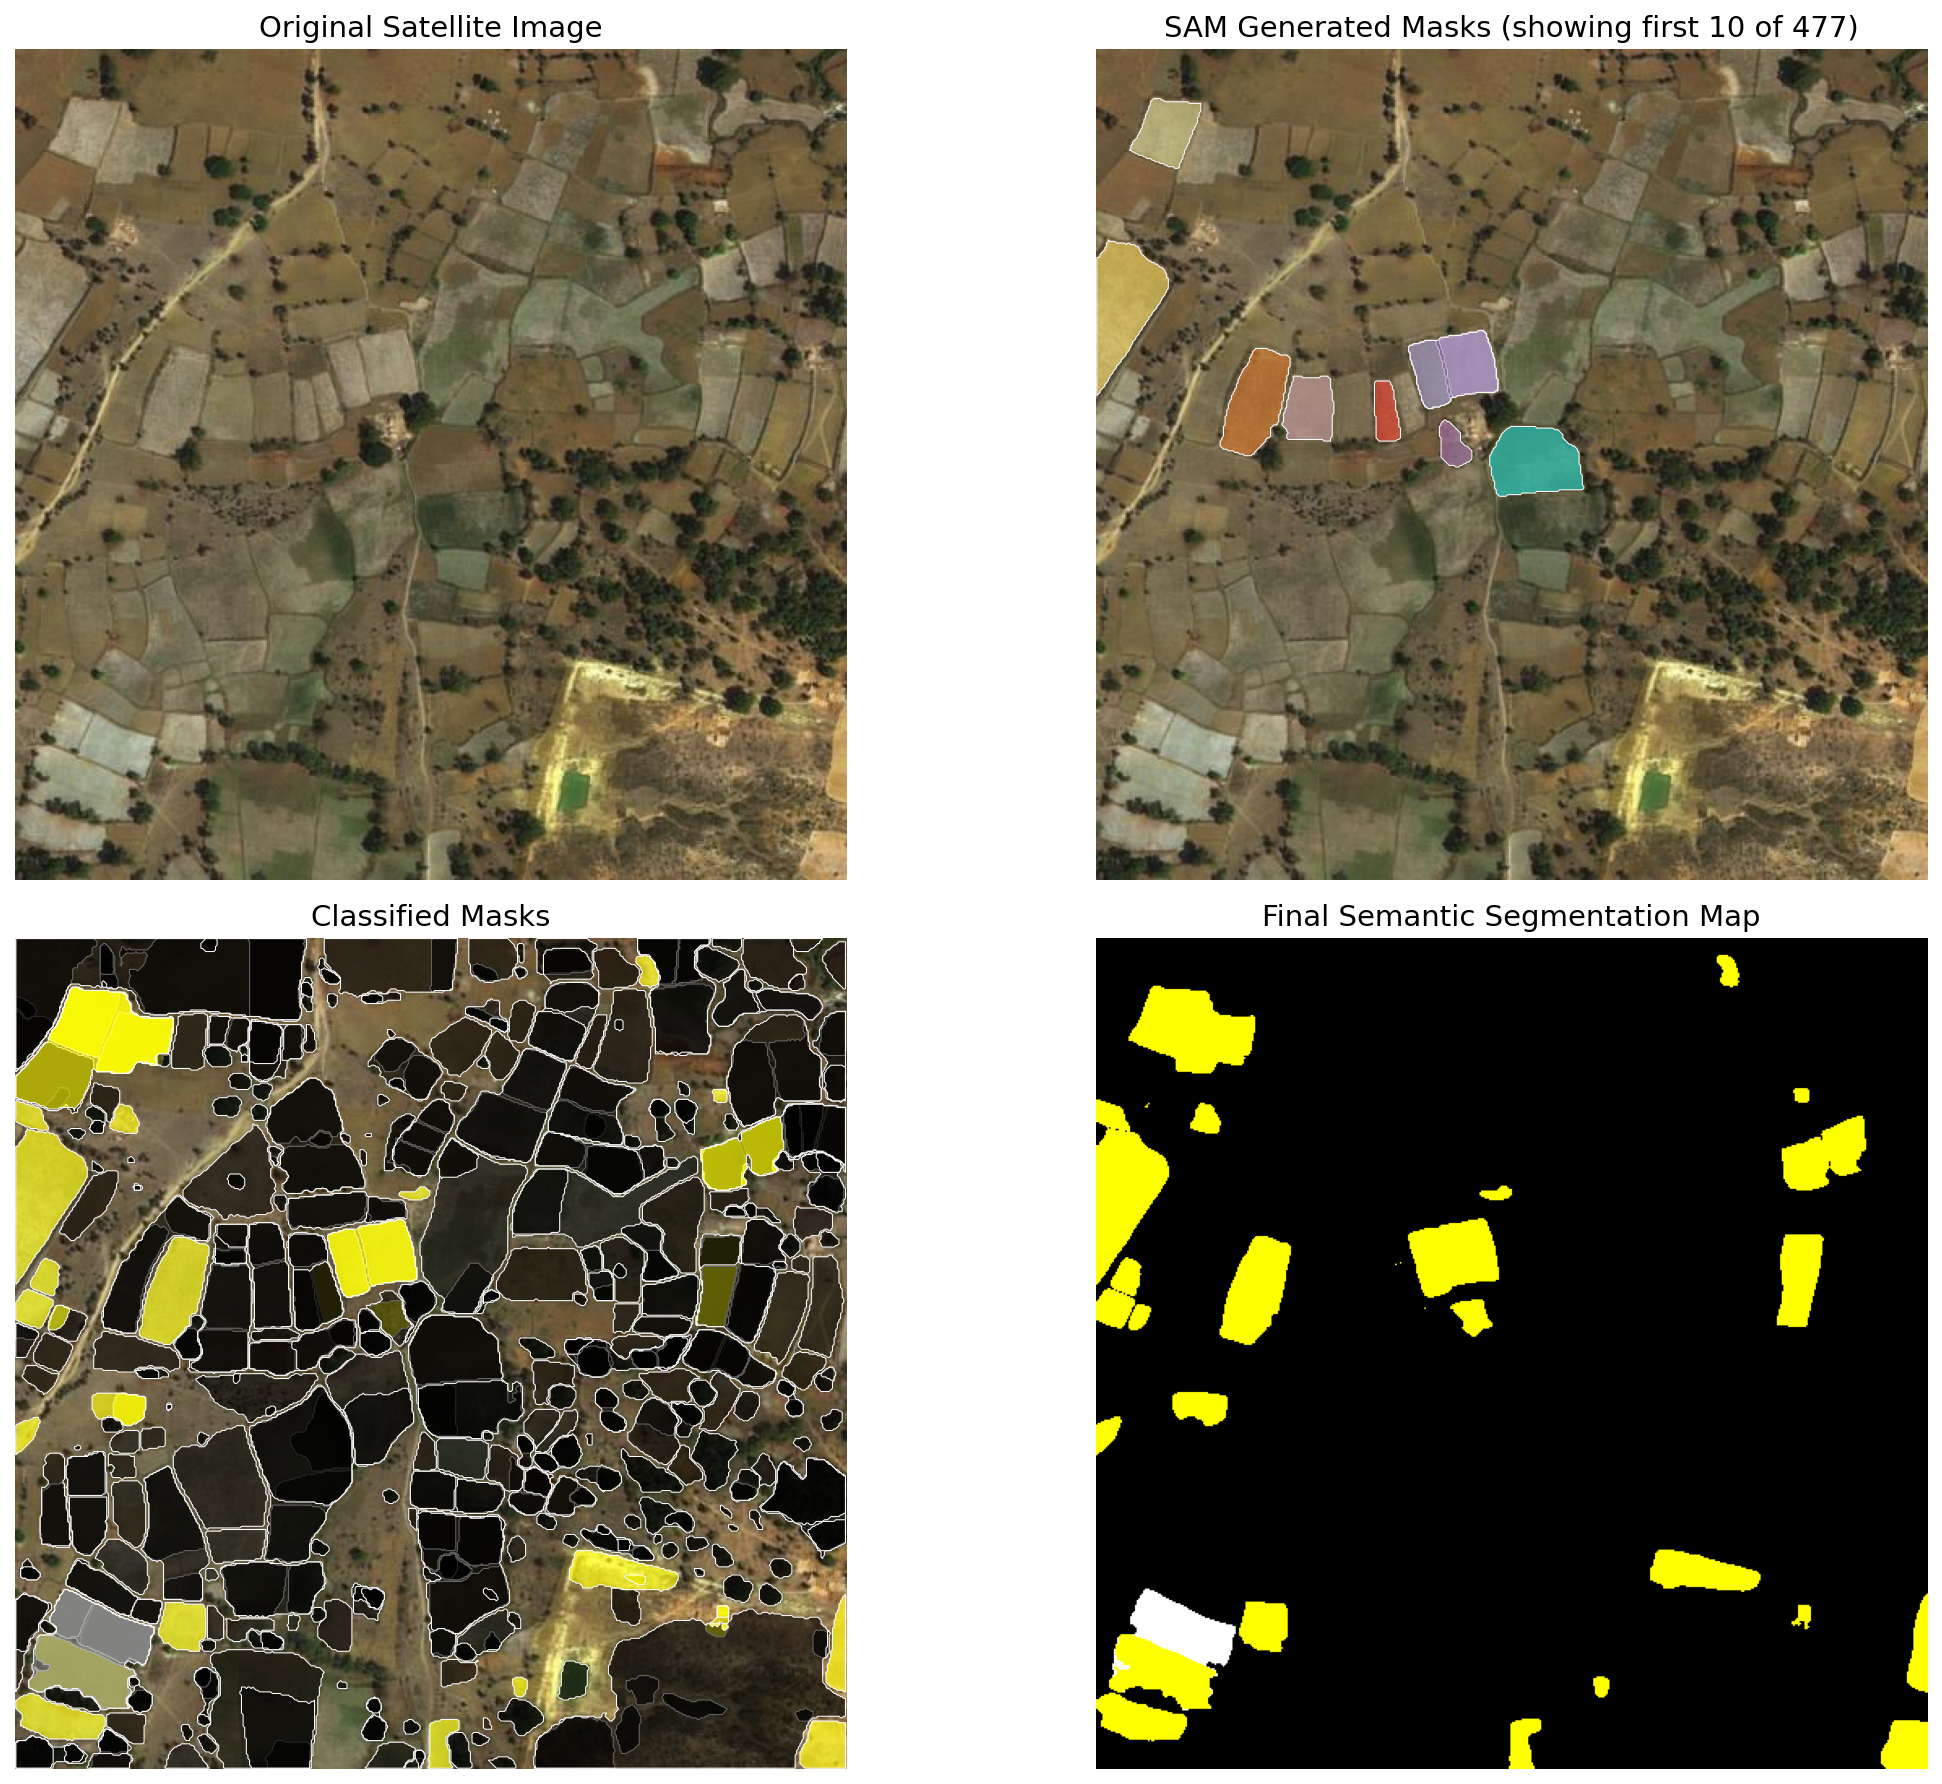 Original Satellite Image
SAM Generated Masks (showing first 10 of 477)
Classified Masks
Final Semantic Segmentation Map